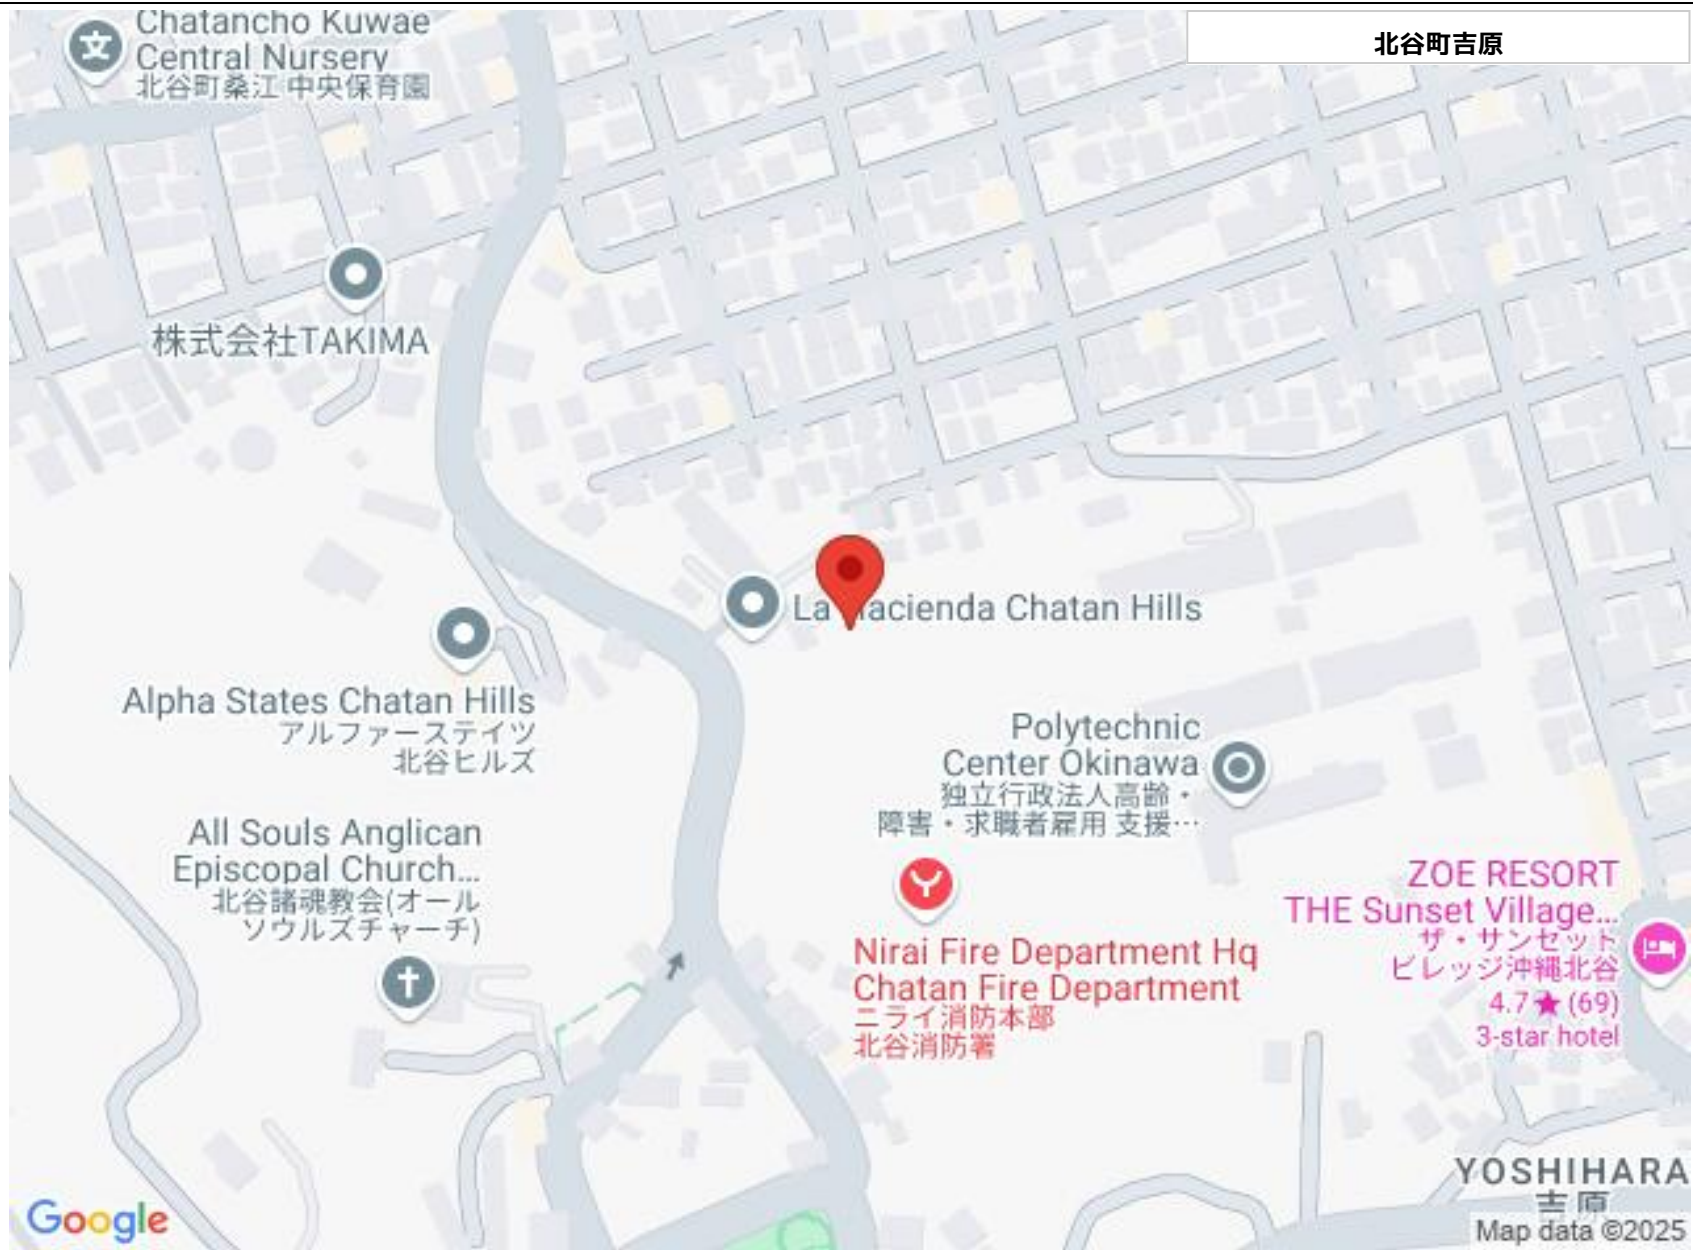 Chatancho Kuwae
Central Nursery
北谷町桑江 中央保育園
北谷町吉原
株式会社TAKIMA
La Hacienda Chatan Hills
Alpha States Chatan Hills
アルファーステイツ
北谷ヒルズ
Polytechnic
Center Okinawa
独立行政法人高齢・
障害・求職者雇用 支援…
All Souls Anglican
Episcopal Church...
北谷諸魂教会(オール
ソウルズチャーチ)
ZOE RESORT
THE Sunset Village...
ザ・サンセット
ビレッジ沖縄北谷
4.7★(69)
3-star hotel
Nirai Fire Department Hq
Chatan Fire Department
ニライ消防本部
北谷消防署
YOSHIHARA
吉原
Google
Map data ©2025